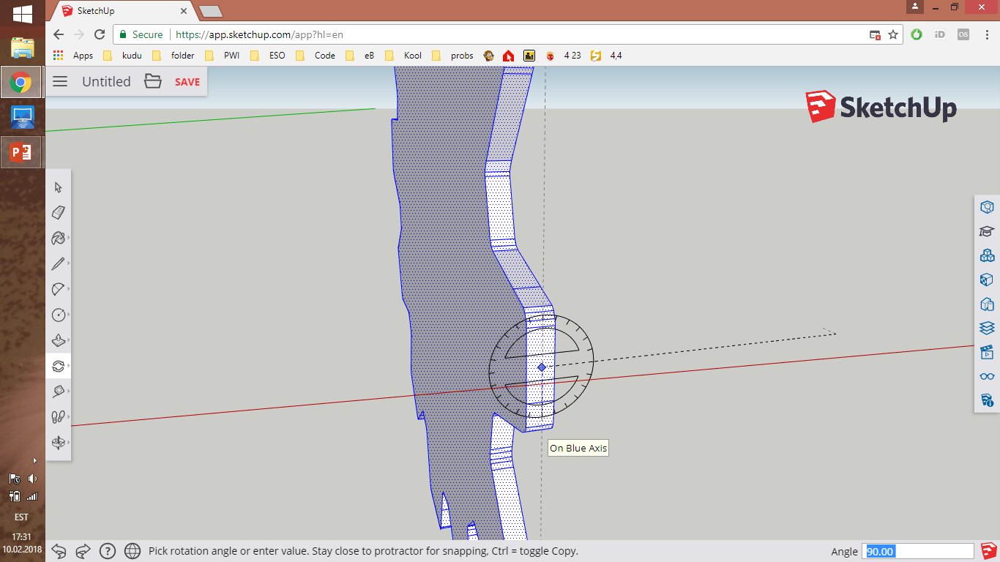 SketchUp
Secure https://app.sketchup.com/app?hl=en
Apps kudu folder PWI ESO Code eB Kool probs 4 23 4,4
Untitled SAVE
SketchUp
On Blue Axis
EST
17:31
10.02.2018
Pick rotation angle or enter value. Stay close to protractor for snapping, Ctrl = toggle Copy.
Angle 90.00